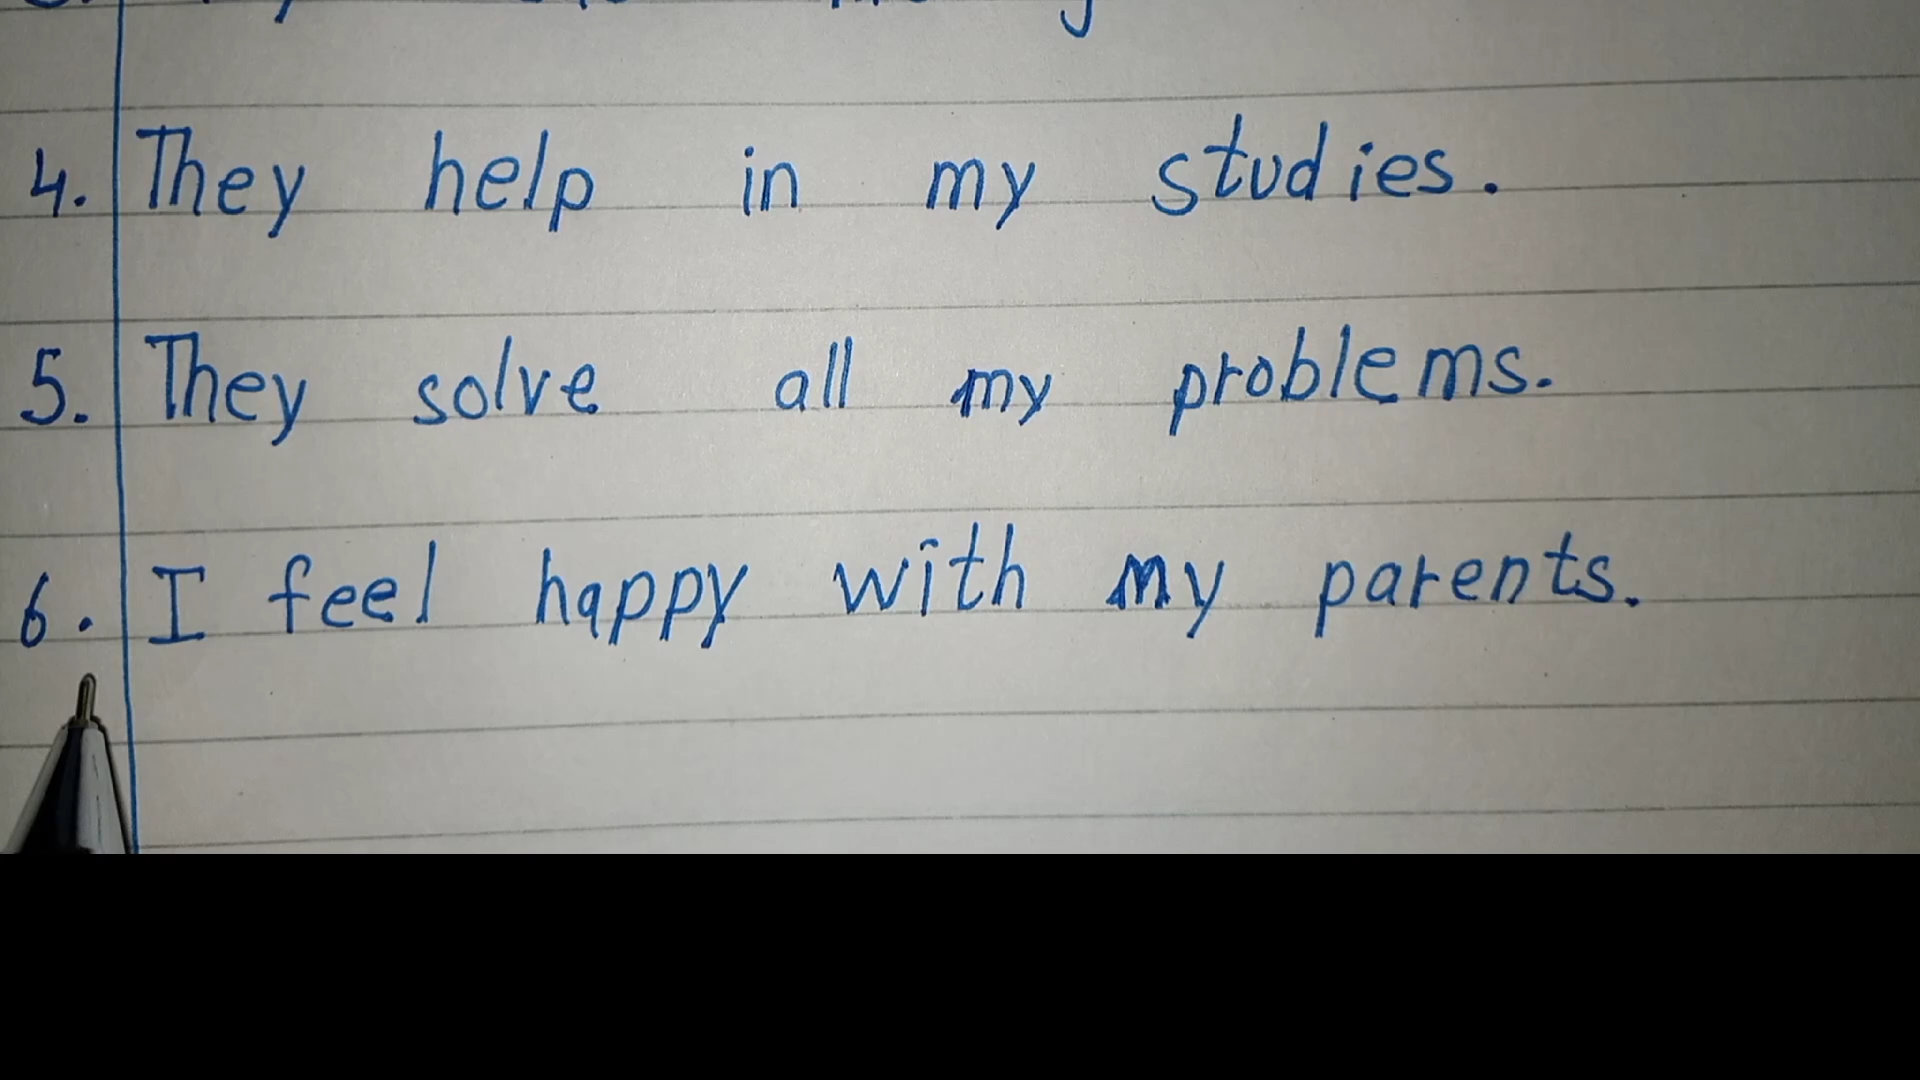 4. They help in my studies.
5. They solve all my problems.
6. I feel happy with my parents.